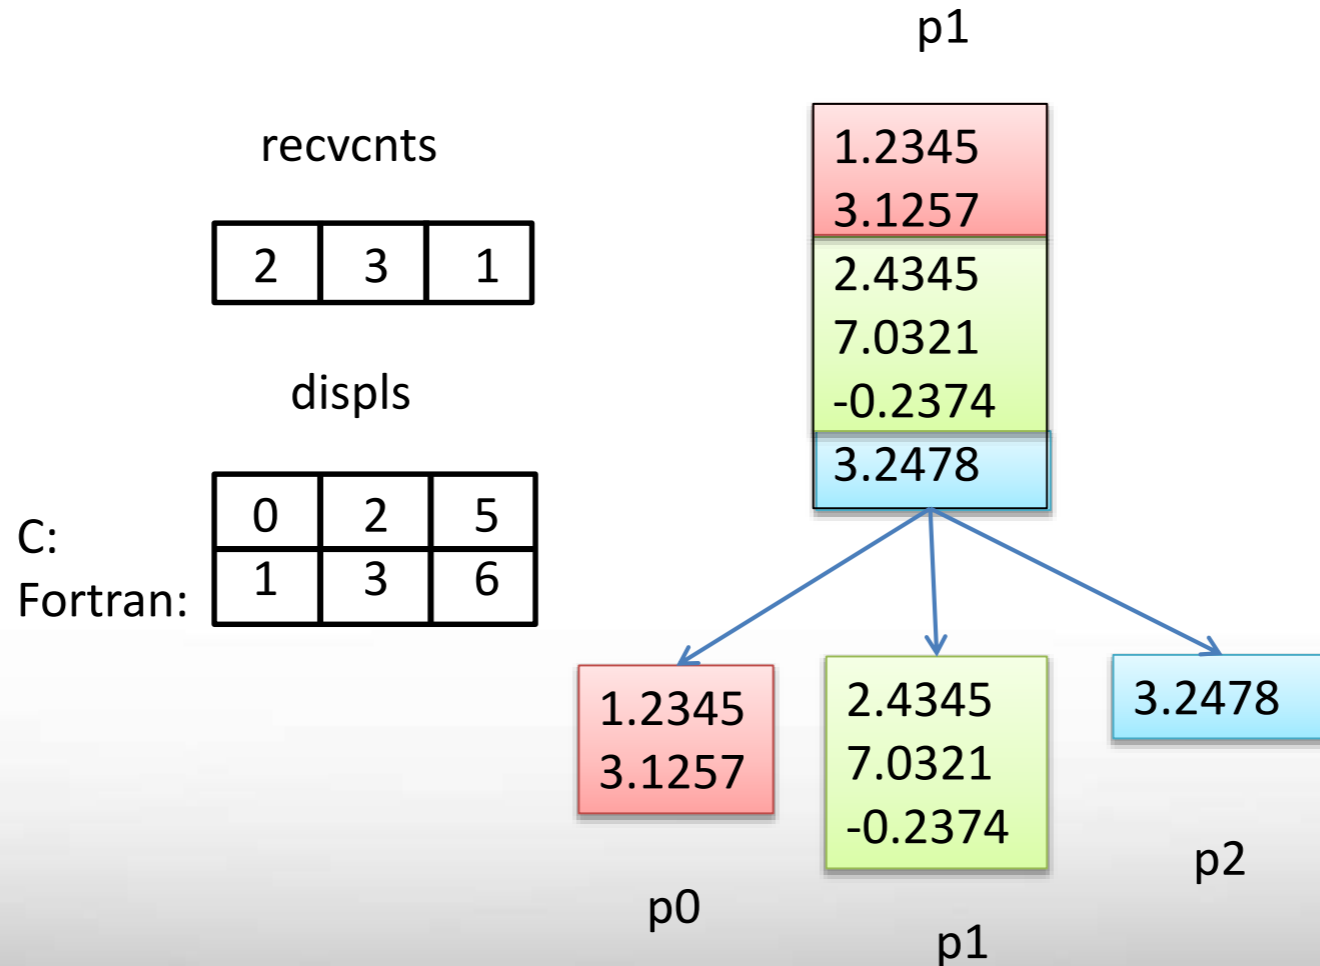 p1
recvcnts
2 3 1
displs
C: 0 2 5
Fortran: 1 3 6
1.2345
3.1257
2.4345
7.0321
-0.2374
3.2478
1.2345
3.1257
p0
2.4345
7.0321
-0.2374
p1
3.2478
p2